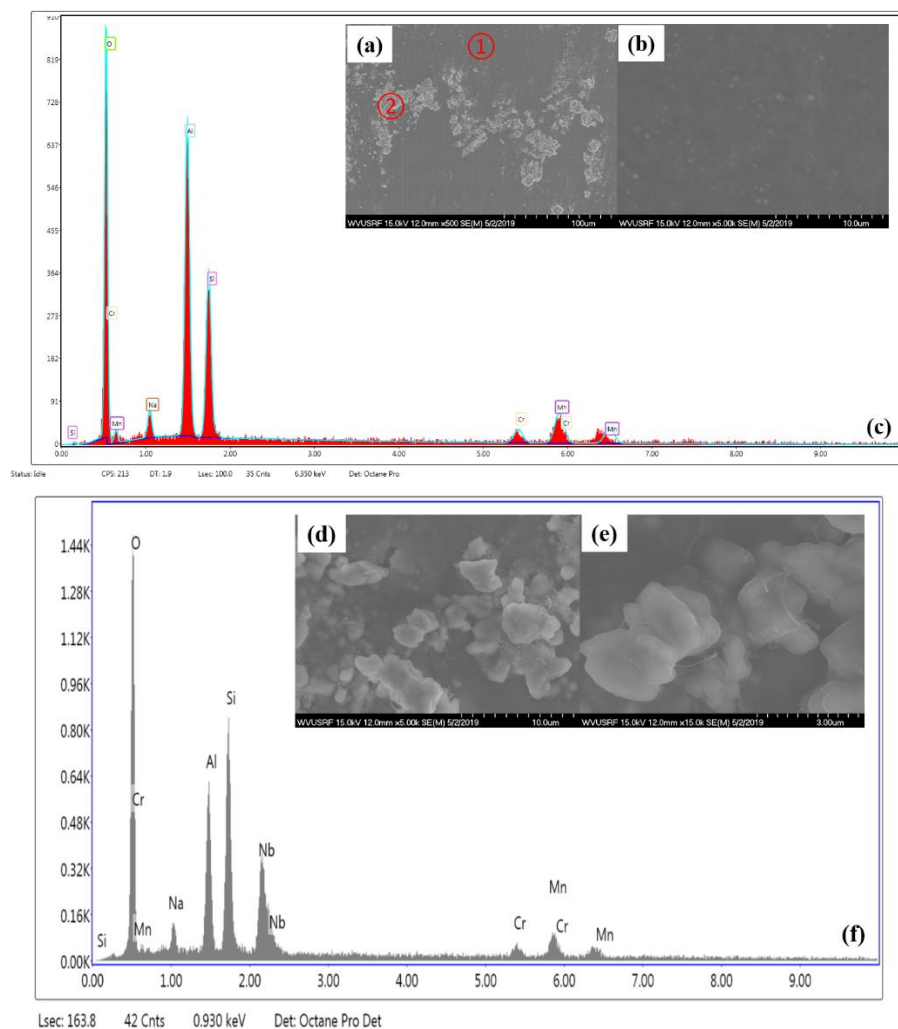 910
819
728
637
546
455
364
273
182
91
0
O
Cr
Si
Mn
Na
Al
Si
Cr
Mn
Cr
Mn
0.00 1.00 2.00 3.00 4.00 5.00 6.00 7.00 8.00 9.00
(a) ① ②
WVUSRF 15.0kV 12.0mm x500 SE(M) 5/2/2019 100um
(b)
WVUSRF 15.0kV 12.0mm x5.00k SE(M) 5/2/2019 10.0um
(c)
Status: Idle CPS: 213 DT: 1.9 Lsec: 100.0 35 Cnts 6.350 keV Det: Octane Pro
1.44K
1.28K
1.12K
0.96K
0.80K
0.64K
0.48K
0.32K
0.16K
0.00K
O
Cr
Si
Mn
Na
Al
Si
Nb
Nb
Cr
Mn
Cr
Mn
0.00 1.00 2.00 3.00 4.00 5.00 6.00 7.00 8.00 9.00
(d)
WVUSRF 15.0kV 12.0mm x5.00k SE(M) 5/2/2019 10.0um
(e)
WVUSRF 15.0kV 12.0mm x15.0k SE(M) 5/2/2019 3.00um
(f)
Lsec: 163.8 42 Cnts 0.930 keV Det: Octane Pro Det